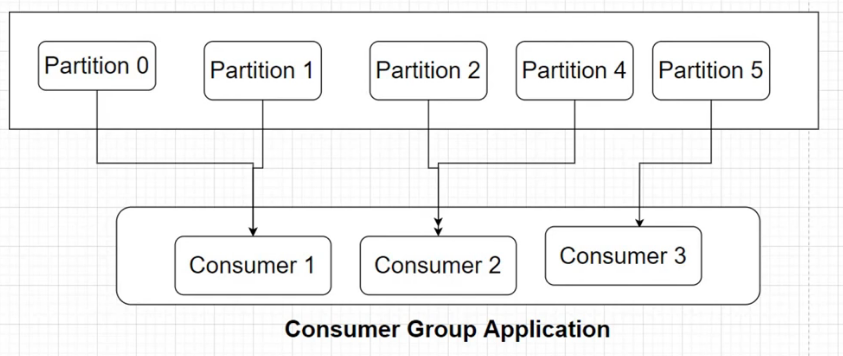 Partition 0
Partition 1
Partition 2
Partition 4
Partition 5
Consumer 1
Consumer 2
Consumer 3
Consumer Group Application